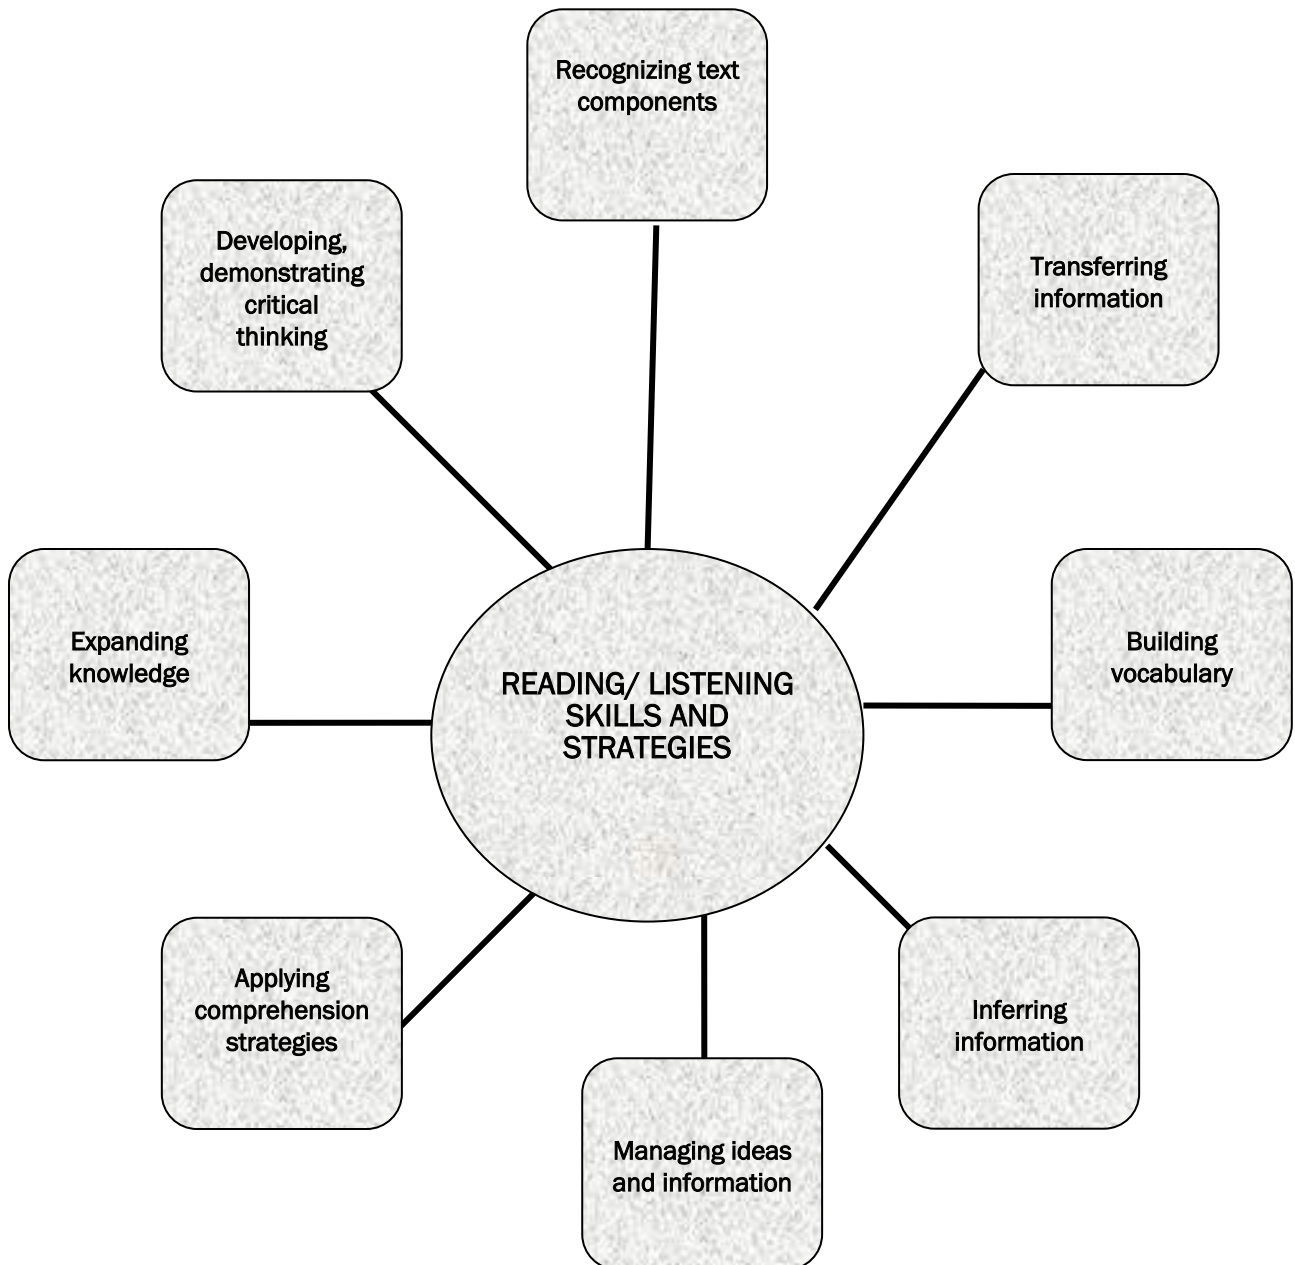 Recognizing text
components
Developing,
demonstrating
critical
thinking
Transferring
information
Expanding
knowledge
READING/ LISTENING
SKILLS AND
STRATEGIES
Building
vocabulary
Applying
comprehension
strategies
Inferring
information
Managing ideas
and information